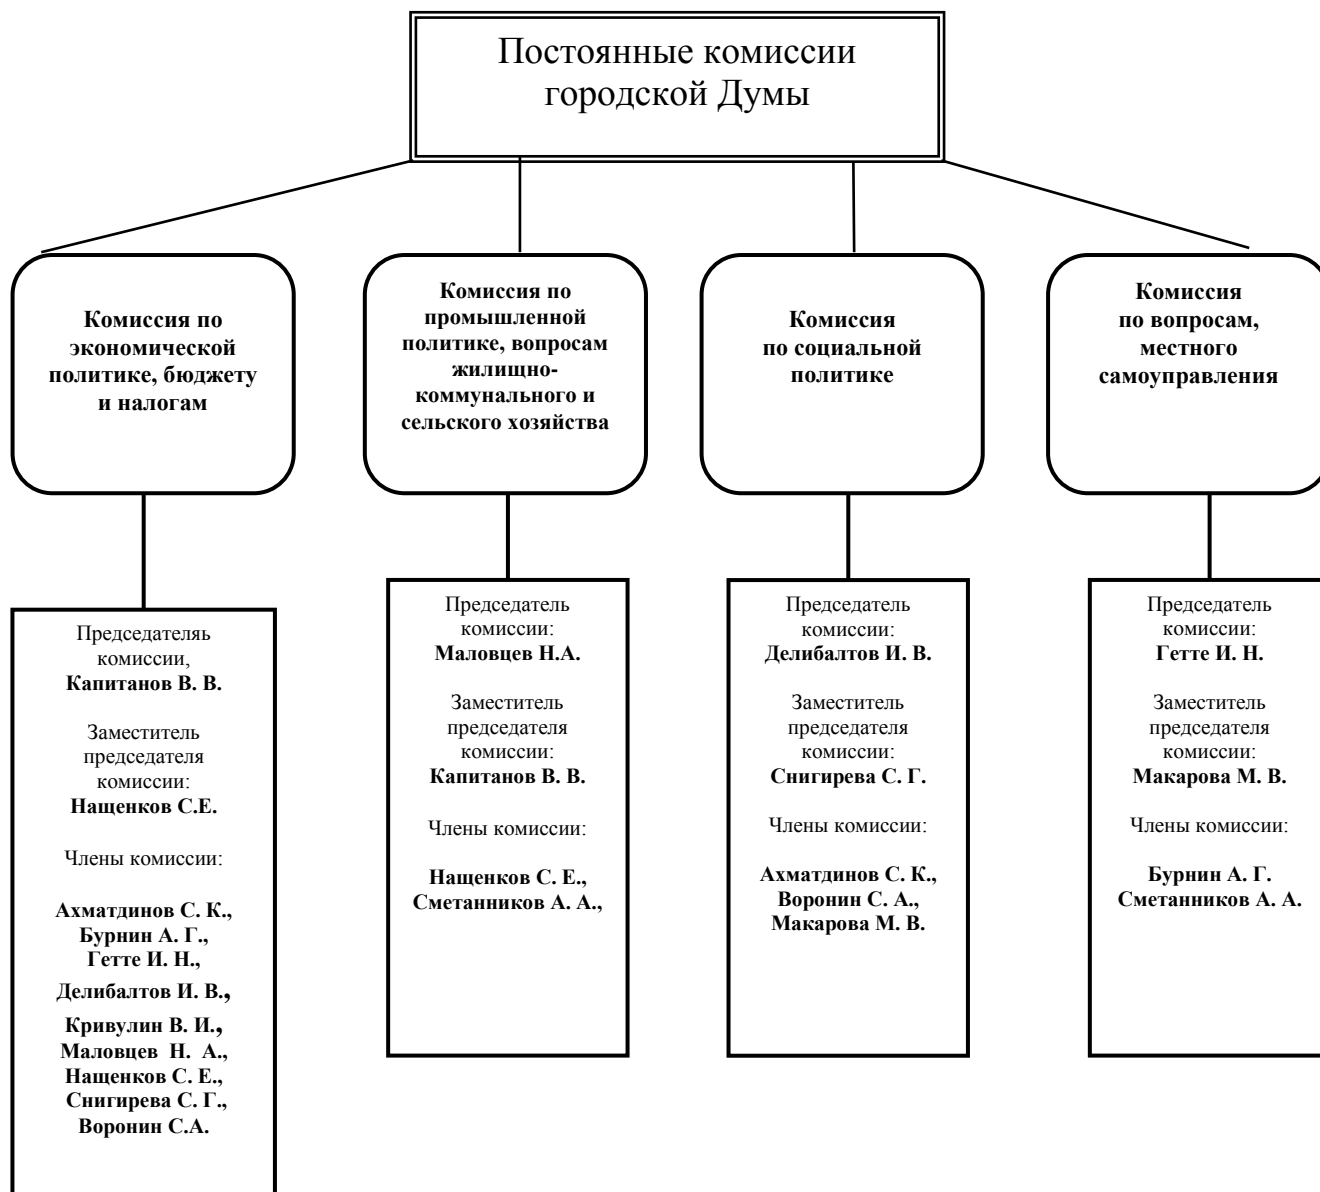 Постоянные комиссии
городской Думы
Комиссия по
экономической
политике, бюджету
и налогам
Комиссия по
промышленной
политике, вопросам
жилищно-
коммунального и
сельского хозяйства
Комиссия
по социальной
политике
Комиссия
по вопросам,
местного
самоуправления
Председателяь
комиссии,
Капитанов В. В.
Заместитель
председателя
комиссии:
Нащенков С.Е.
Члены комиссии:
Ахматдинов С. К.,
Бурнин А. Г.,
Гетте И. Н.,
Делибалтов И. В.,
Кривулин В. И.,
Маловцев Н. А.,
Нащенков С. Е.,
Снигирева С. Г.,
Воронин С.А.
Председатель
комиссии:
Маловцев Н.А.
Заместитель
председателя
комиссии:
Капитанов В. В.
Члены комиссии:
Нащенков С. Е.,
Сметанников А. А.,
Председатель
комиссии:
Делибалтов И. В.
Заместитель
председателя
комиссии:
Снигирева С. Г.
Члены комиссии:
Ахматдинов С. К.,
Воронин С. А.,
Макарова М. В.
Председатель
комиссии:
Гетте И. Н.
Заместитель
председателя
комиссии:
Макарова М. В.
Члены комиссии:
Бурнин А. Г.
Сметанников А. А.